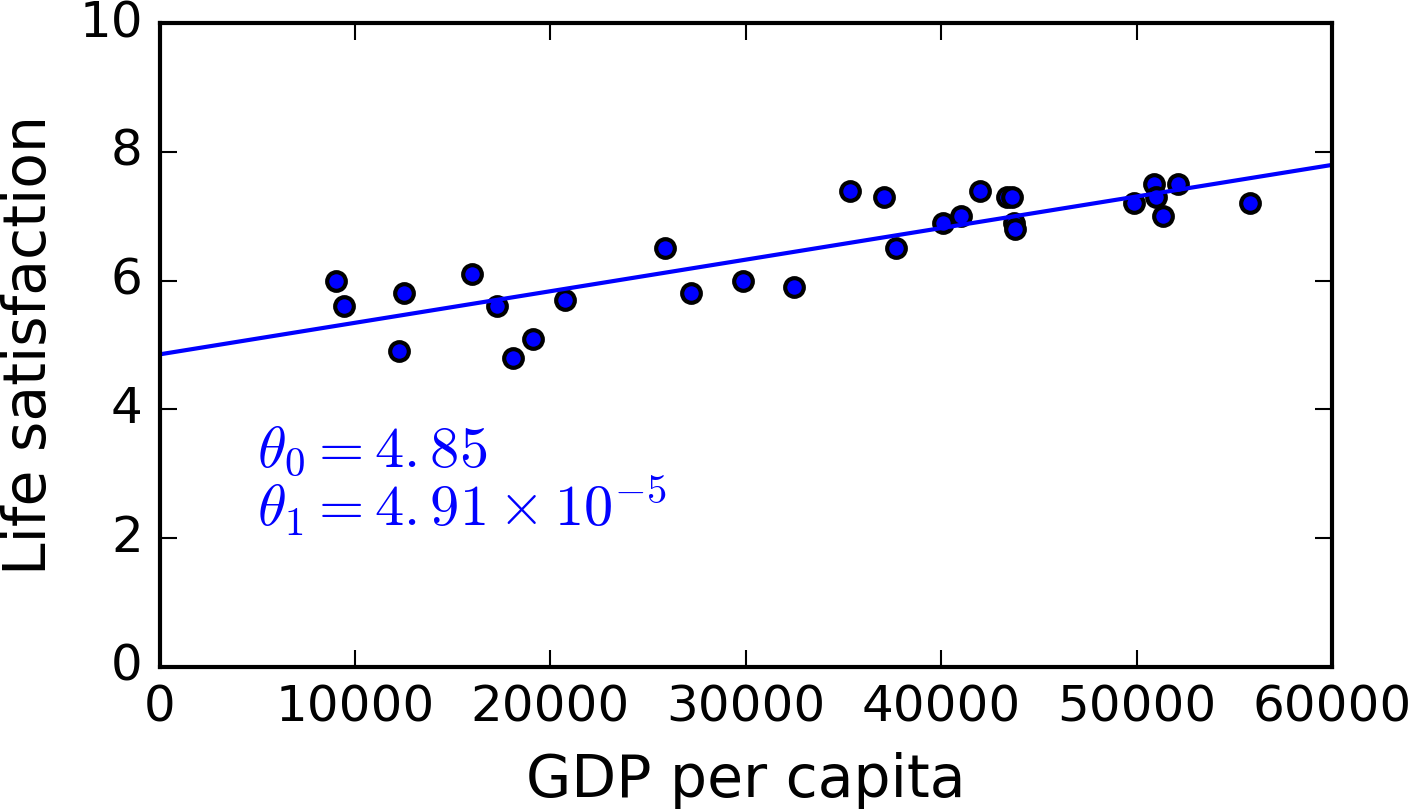 10
8
6
4
2
0
Life satisfaction
θ₀ = 4.85
θ₁ = 4.91 × 10⁻⁵
0 10000 20000 30000 40000 50000 60000
GDP per capita